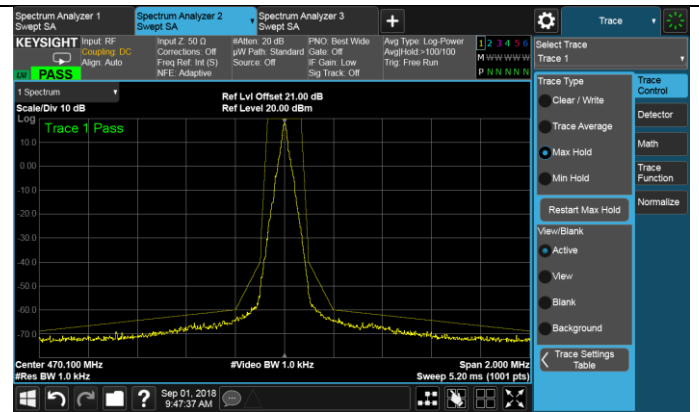 Spectrum Analyzer 1
Swept SA
Spectrum Analyzer 2
Swept SA
Spectrum Analyzer 3
Swept SA
+
Trace
KEYSIGHT
Input: RF
Coupling: DC
Align: Auto
Input Z: 50 Ω
Corrections: Off
Freq Ref: Int (S)
NFE: Adaptive
#Atten: 20 dB
µW Path: Standard
Source: Off
PNO: Best Wide
Gate: Off
IF Gain: Low
Sig Track: Off
Avg Type: Log-Power
Avg|Hold:>100/100
Trig: Free Run
1 2 3 4 5 6
M W W W W W
P N N N N N
PASS
Select Trace
Trace 1
1 Spectrum
Scale/Div 10 dB
Log
Ref Lvl Offset 21.00 dB
Ref Level 20.00 dBm
Trace 1 Pass
10.0
0.00
-10.0
-20.0
-30.0
-40.0
-50.0
-60.0
-70.0
Center 470.100 MHz
#Res BW 1.0 kHz
#Video BW 1.0 kHz
Span 2.000 MHz
Sweep 5.20 ms (1001 pts)
Trace Type
Clear / Write
Trace Average
Max Hold
Min Hold
Restart Max Hold
View/Blank
Active
View
Blank
Background
Trace Settings
Table
Trace
Control
Detector
Math
Trace
Function
Normalize
?
Sep 01, 2018
9:47:37 AM